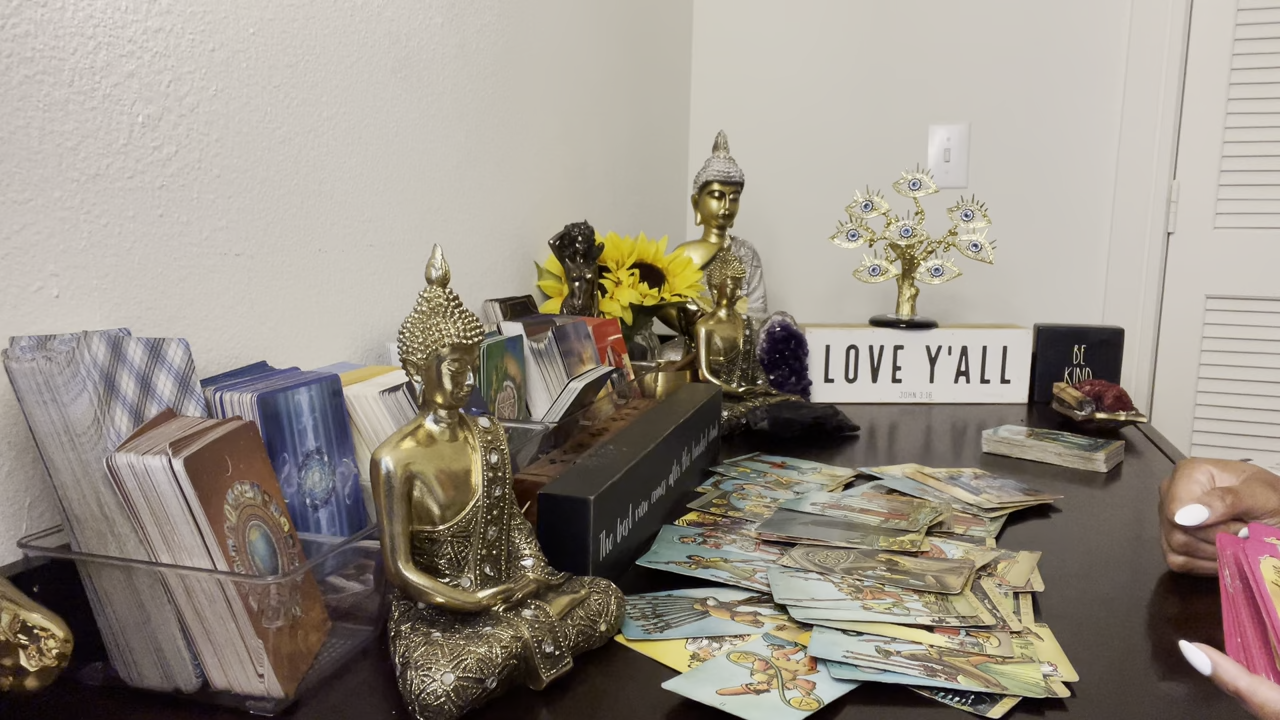 LOVE Y'ALL
JOHN 3:16
BE
KIND
The best view comes after the hardest climb